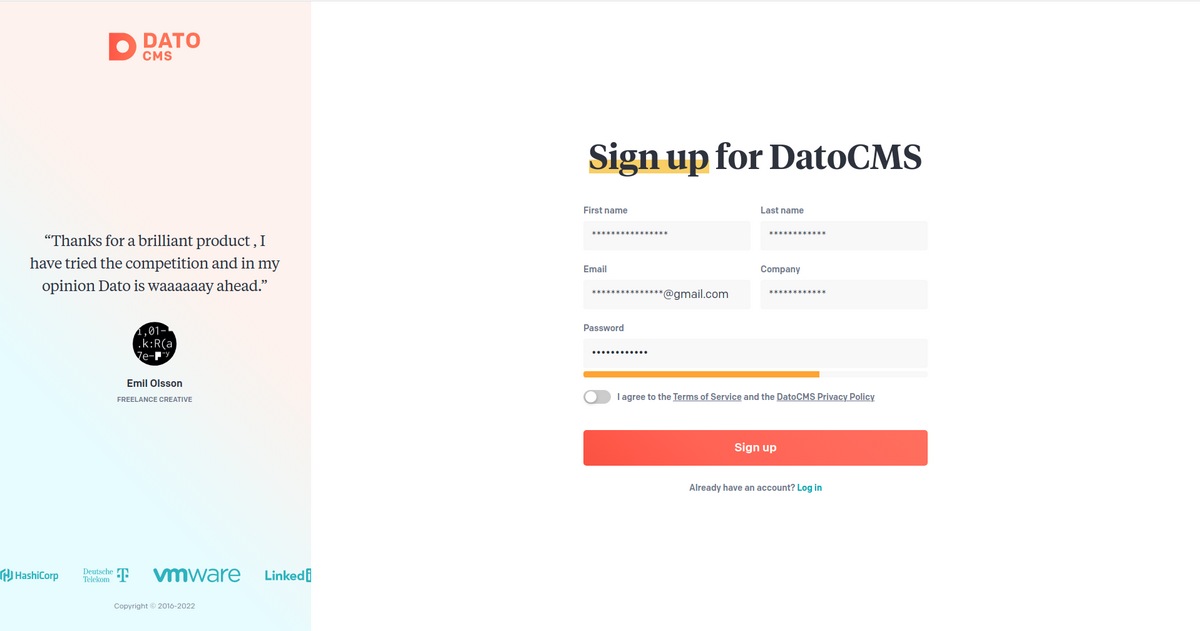 DATO
CMS
“Thanks for a brilliant product , I
have tried the competition and in my
opinion Dato is waaaaaay ahead.”
1,01-
.k:R(a
7e-
Emil Olsson
FREELANCE CREATIVE
HashiCorp
Deutsche
Telekom
T
vmware
Linked
Copyright © 2016-2022
Sign up for DatoCMS
First name
Last name
****************
************
Email
Company
***************@gmail.com
************
Password
••••••••••••
I agree to the Terms of Service and the DatoCMS Privacy Policy
Sign up
Already have an account? Log in